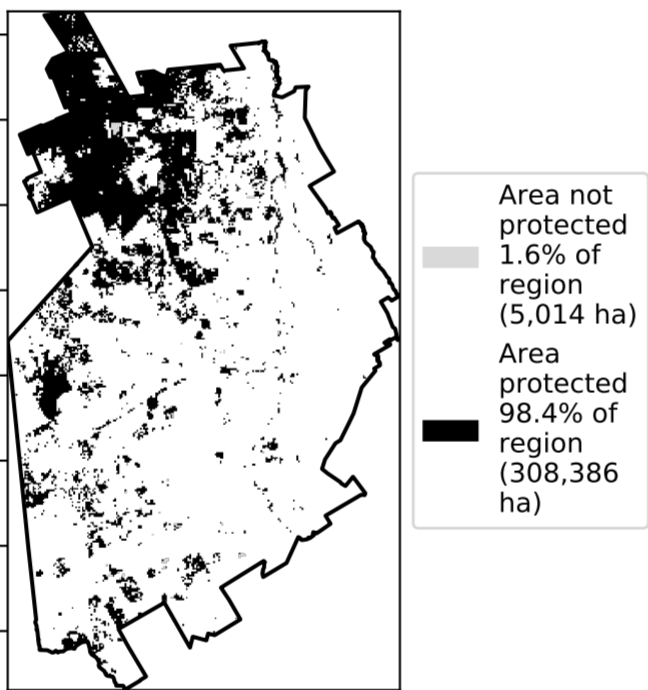 Area not
protected
1.6% of
region
(5,014 ha)
Area
protected
98.4% of
region
(308,386
ha)